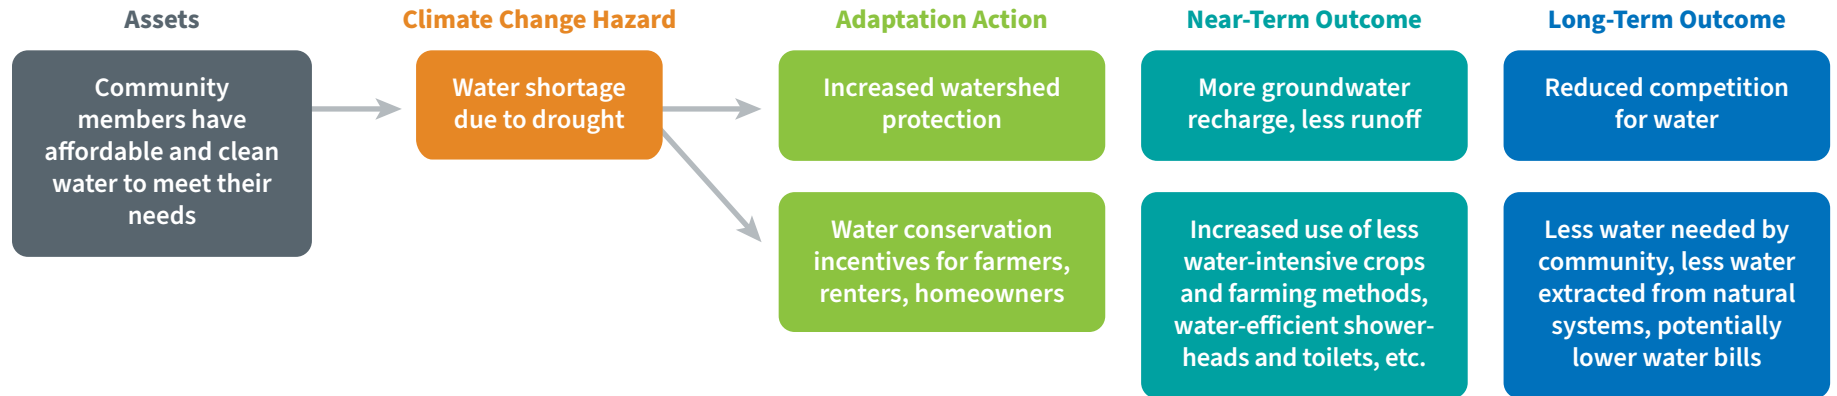 Assets
Climate Change Hazard
Adaptation Action
Near-Term Outcome
Long-Term Outcome
Community
members have
affordable and clean
water to meet their
needs
Water shortage
due to drought
Increased watershed
protection
More groundwater
recharge, less runoff
Reduced competition
for water
Water conservation
incentives for farmers,
renters, homeowners
Increased use of less
water-intensive crops
and farming methods,
water-efficient shower-
heads and toilets, etc.
Less water needed by
community, less water
extracted from natural
systems, potentially
lower water bills